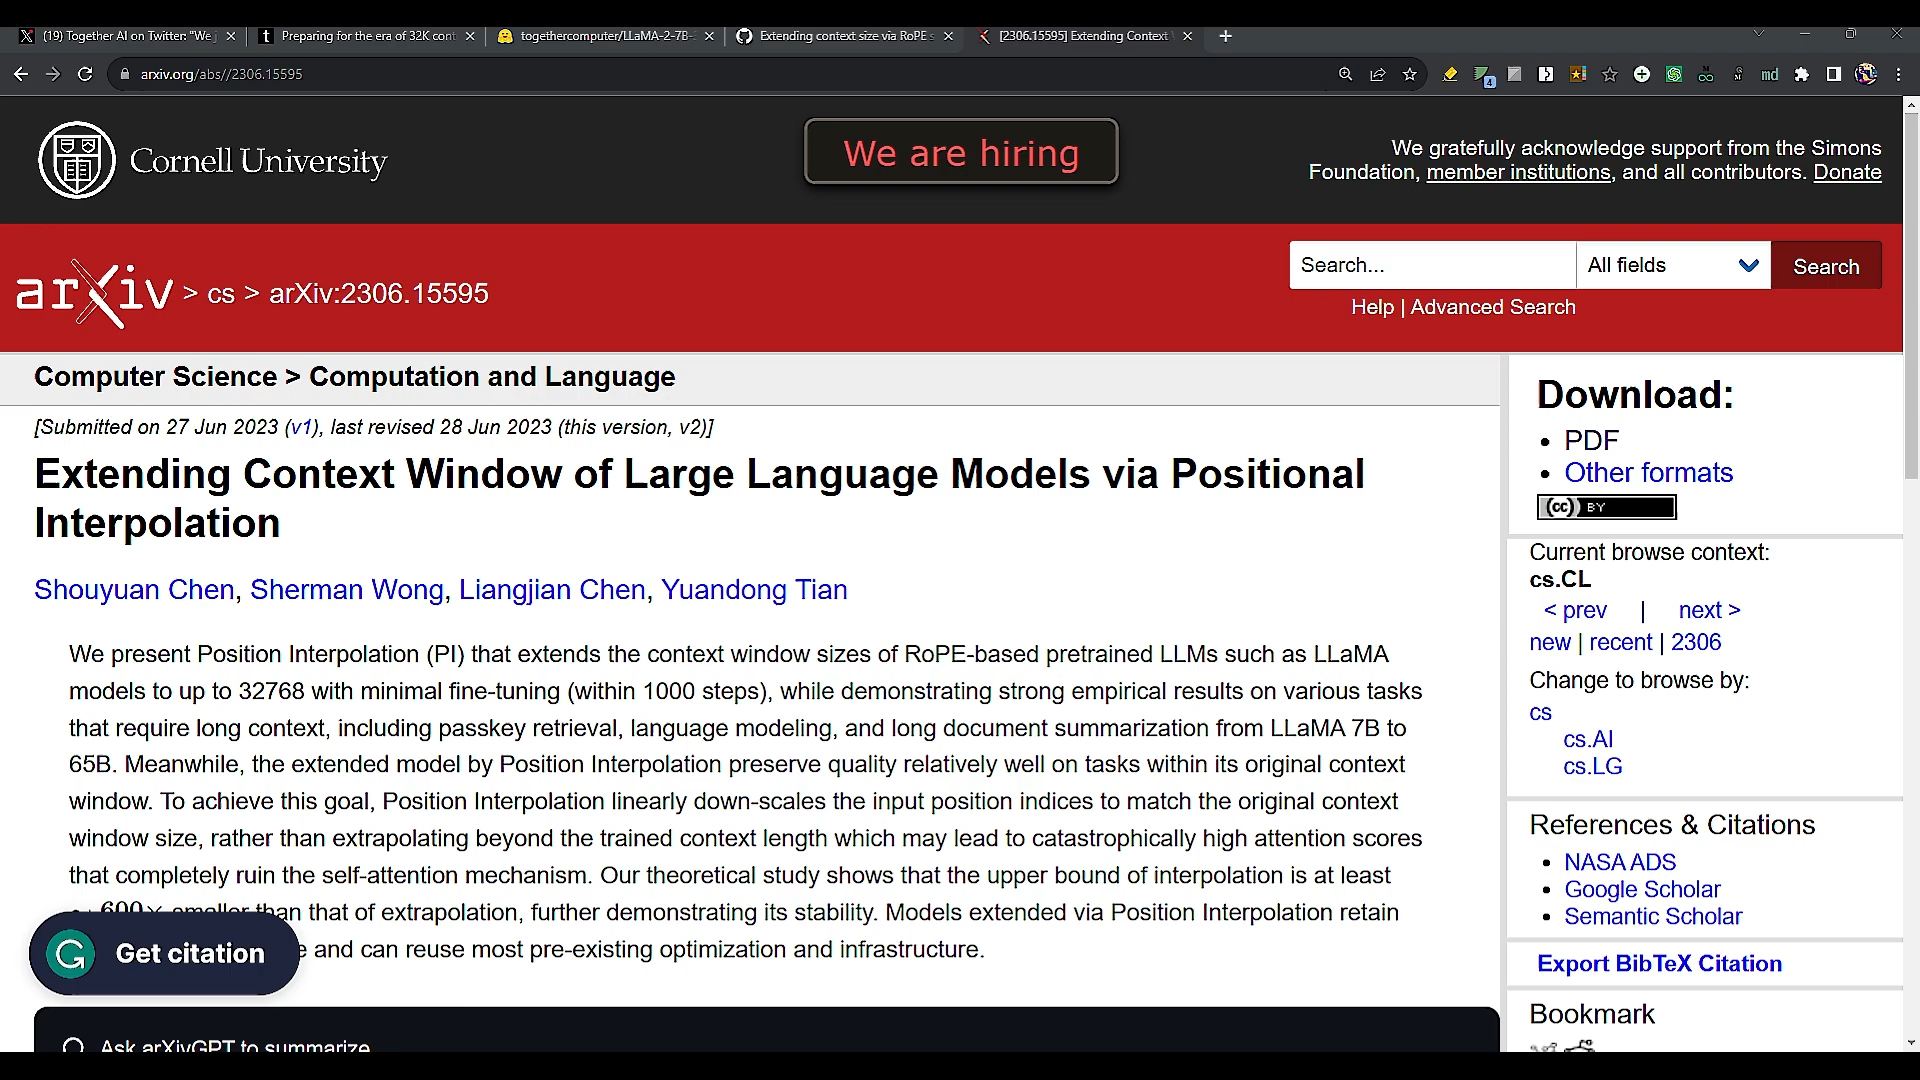 (19) Together AI on Twitter: "We j
Preparing for the era of 32K cont
togethercomputer/LLaMA-2-7B-
Extending context size via RoPE s
[2306.15595] Extending Context
arxiv.org/abs//2306.15595
4
md
Cornell University
We are hiring
We gratefully acknowledge support from the Simons
Foundation, member institutions, and all contributors. Donate
arXiv > cs > arXiv:2306.15595
Search...
All fields
Search
Help | Advanced Search
Computer Science > Computation and Language
[Submitted on 27 Jun 2023 (v1), last revised 28 Jun 2023 (this version, v2)]
Extending Context Window of Large Language Models via Positional
Interpolation
Shouyuan Chen, Sherman Wong, Liangjian Chen, Yuandong Tian
We present Position Interpolation (PI) that extends the context window sizes of RoPE-based pretrained LLMs such as LLaMA
models to up to 32768 with minimal fine-tuning (within 1000 steps), while demonstrating strong empirical results on various tasks
that require long context, including passkey retrieval, language modeling, and long document summarization from LLaMA 7B to
65B. Meanwhile, the extended model by Position Interpolation preserve quality relatively well on tasks within its original context
window. To achieve this goal, Position Interpolation linearly down-scales the input position indices to match the original context
window size, rather than extrapolating beyond the trained context length which may lead to catastrophically high attention scores
that completely ruin the self-attention mechanism. Our theoretical study shows that the upper bound of interpolation is at least
600× smaller than that of extrapolation, further demonstrating its stability. Models extended via Position Interpolation retain
e and can reuse most pre-existing optimization and infrastructure.
Get citation
Ask arXivGPT to summarize
Download:
PDF
Other formats
(cc) BY
Current browse context:
cs.CL
< prev | next >
new | recent | 2306
Change to browse by:
cs
cs.AI
cs.LG
References & Citations
NASA ADS
Google Scholar
Semantic Scholar
Export BibTeX Citation
Bookmark